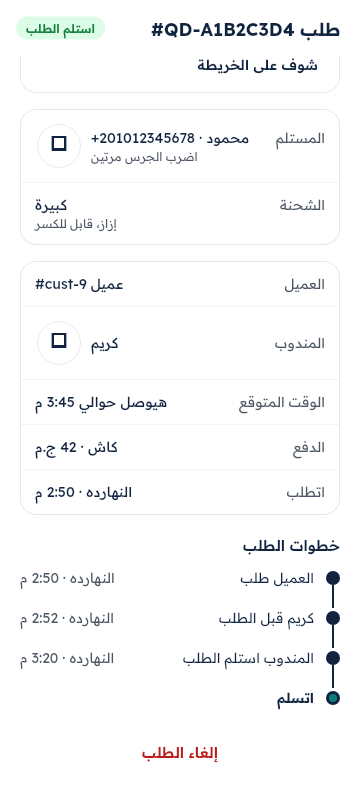 طلب #QD-A1B2C3D4
استلم الطلب
شوف على الخريطة
المستلم
محمود · 201012345678+
اضرب الجرس مرتين
الشحنة
كبيرة
إزاز، قابل للكسر
العميل
عميل #cust-9
المندوب
كريم
الوقت المتوقع
هيوصل حوالي 3:45 م
الدفع
كاش · 42 ج.م
اتطلب
النهارده · 2:50 م
خطوات الطلب
العميل طلب
النهارده · 2:50 م
كريم قبل الطلب
النهارده · 2:52 م
المندوب استلم الطلب
النهارده · 3:20 م
اتسلم
إلغاء الطلب